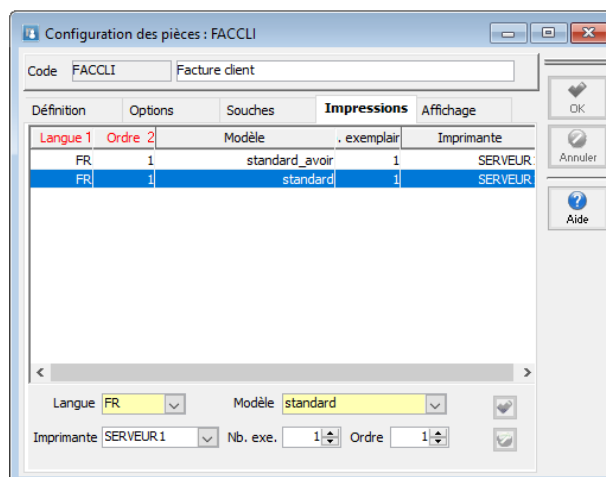 Configuration des pièces : FACCLI
Code FACCLI Facture client
OK
Annuler
Aide
Définition Options Souches Impressions Affichage
Langue 1 Ordre 2 Modèle . exemplair Imprimante
FR 1 standard_avoir 1 SERVEUR1
FR 1 standard 1 SERVEUR1
Langue FR Modèle standard
Imprimante SERVEUR1 Nb. exe. 1 Ordre 1